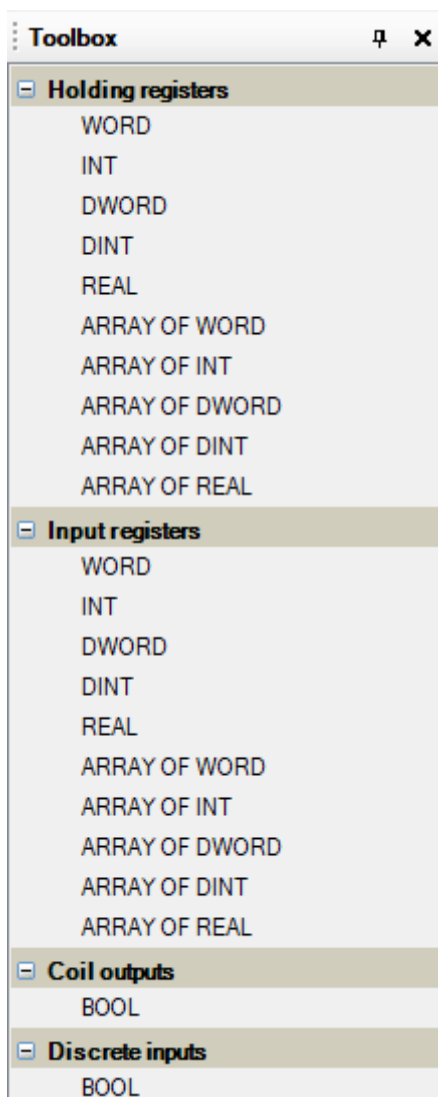 Toolbox
Holding registers
WORD
INT
DWORD
DINT
REAL
ARRAY OF WORD
ARRAY OF INT
ARRAY OF DWORD
ARRAY OF DINT
ARRAY OF REAL
Input registers
WORD
INT
DWORD
DINT
REAL
ARRAY OF WORD
ARRAY OF INT
ARRAY OF DWORD
ARRAY OF DINT
ARRAY OF REAL
Coil outputs
BOOL
Discrete inputs
BOOL